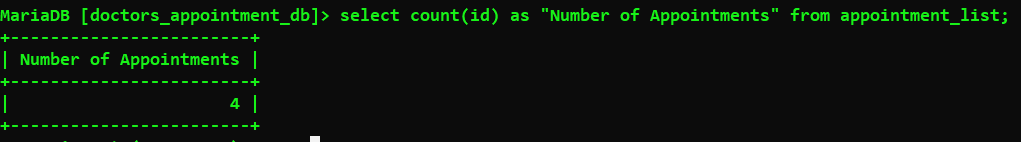 MariaDB [doctors_appointment_db]> select count(id) as "Number of Appointments" from appointment_list;
+------------------------+
| Number of Appointments |
+------------------------+
|                      4 |
+------------------------+